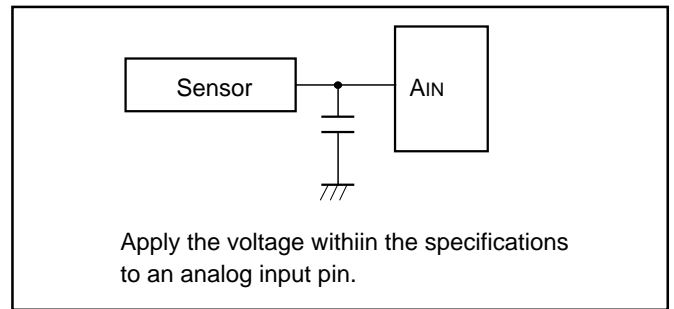 Sensor
AIN
Apply the voltage withiin the specifications
to an analog input pin.